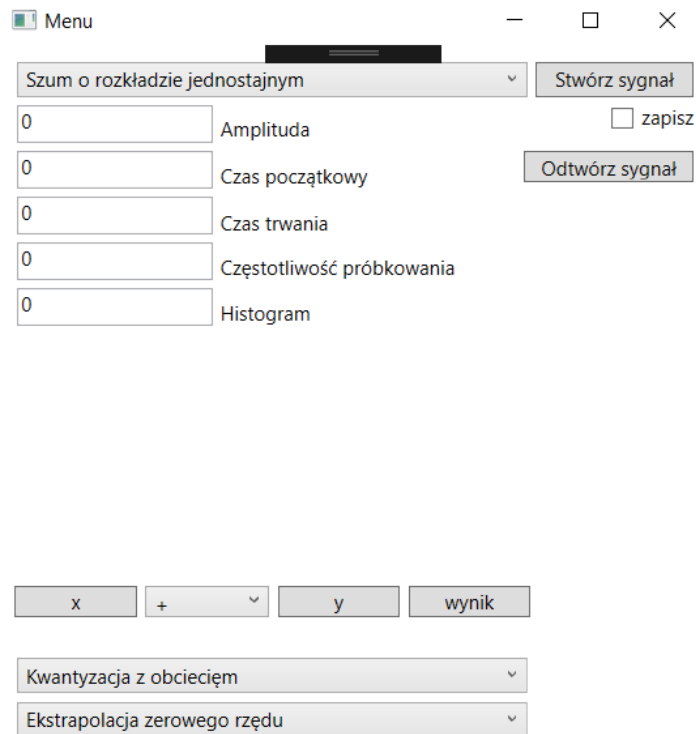 Menu
Szum o rozkładzie jednostajnym Stwórz sygnał
0 Amplituda zapisz
0 Czas początkowy Odtwórz sygnał
0 Czas trwania
0 Częstotliwość próbkowania
0 Histogram
x + y wynik
Kwantyzacja z obciecięm
Ekstrapolacja zerowego rzędu